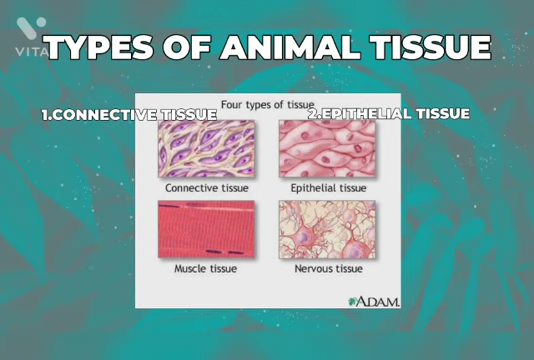 VITA
TYPES OF ANIMAL TISSUE
Four types of tissue
1.CONNECTIVE TISSUE
2.EPITHELIAL TISSUE
Connective tissue
Epithelial tissue
Muscle tissue
Nervous tissue
ADAM.